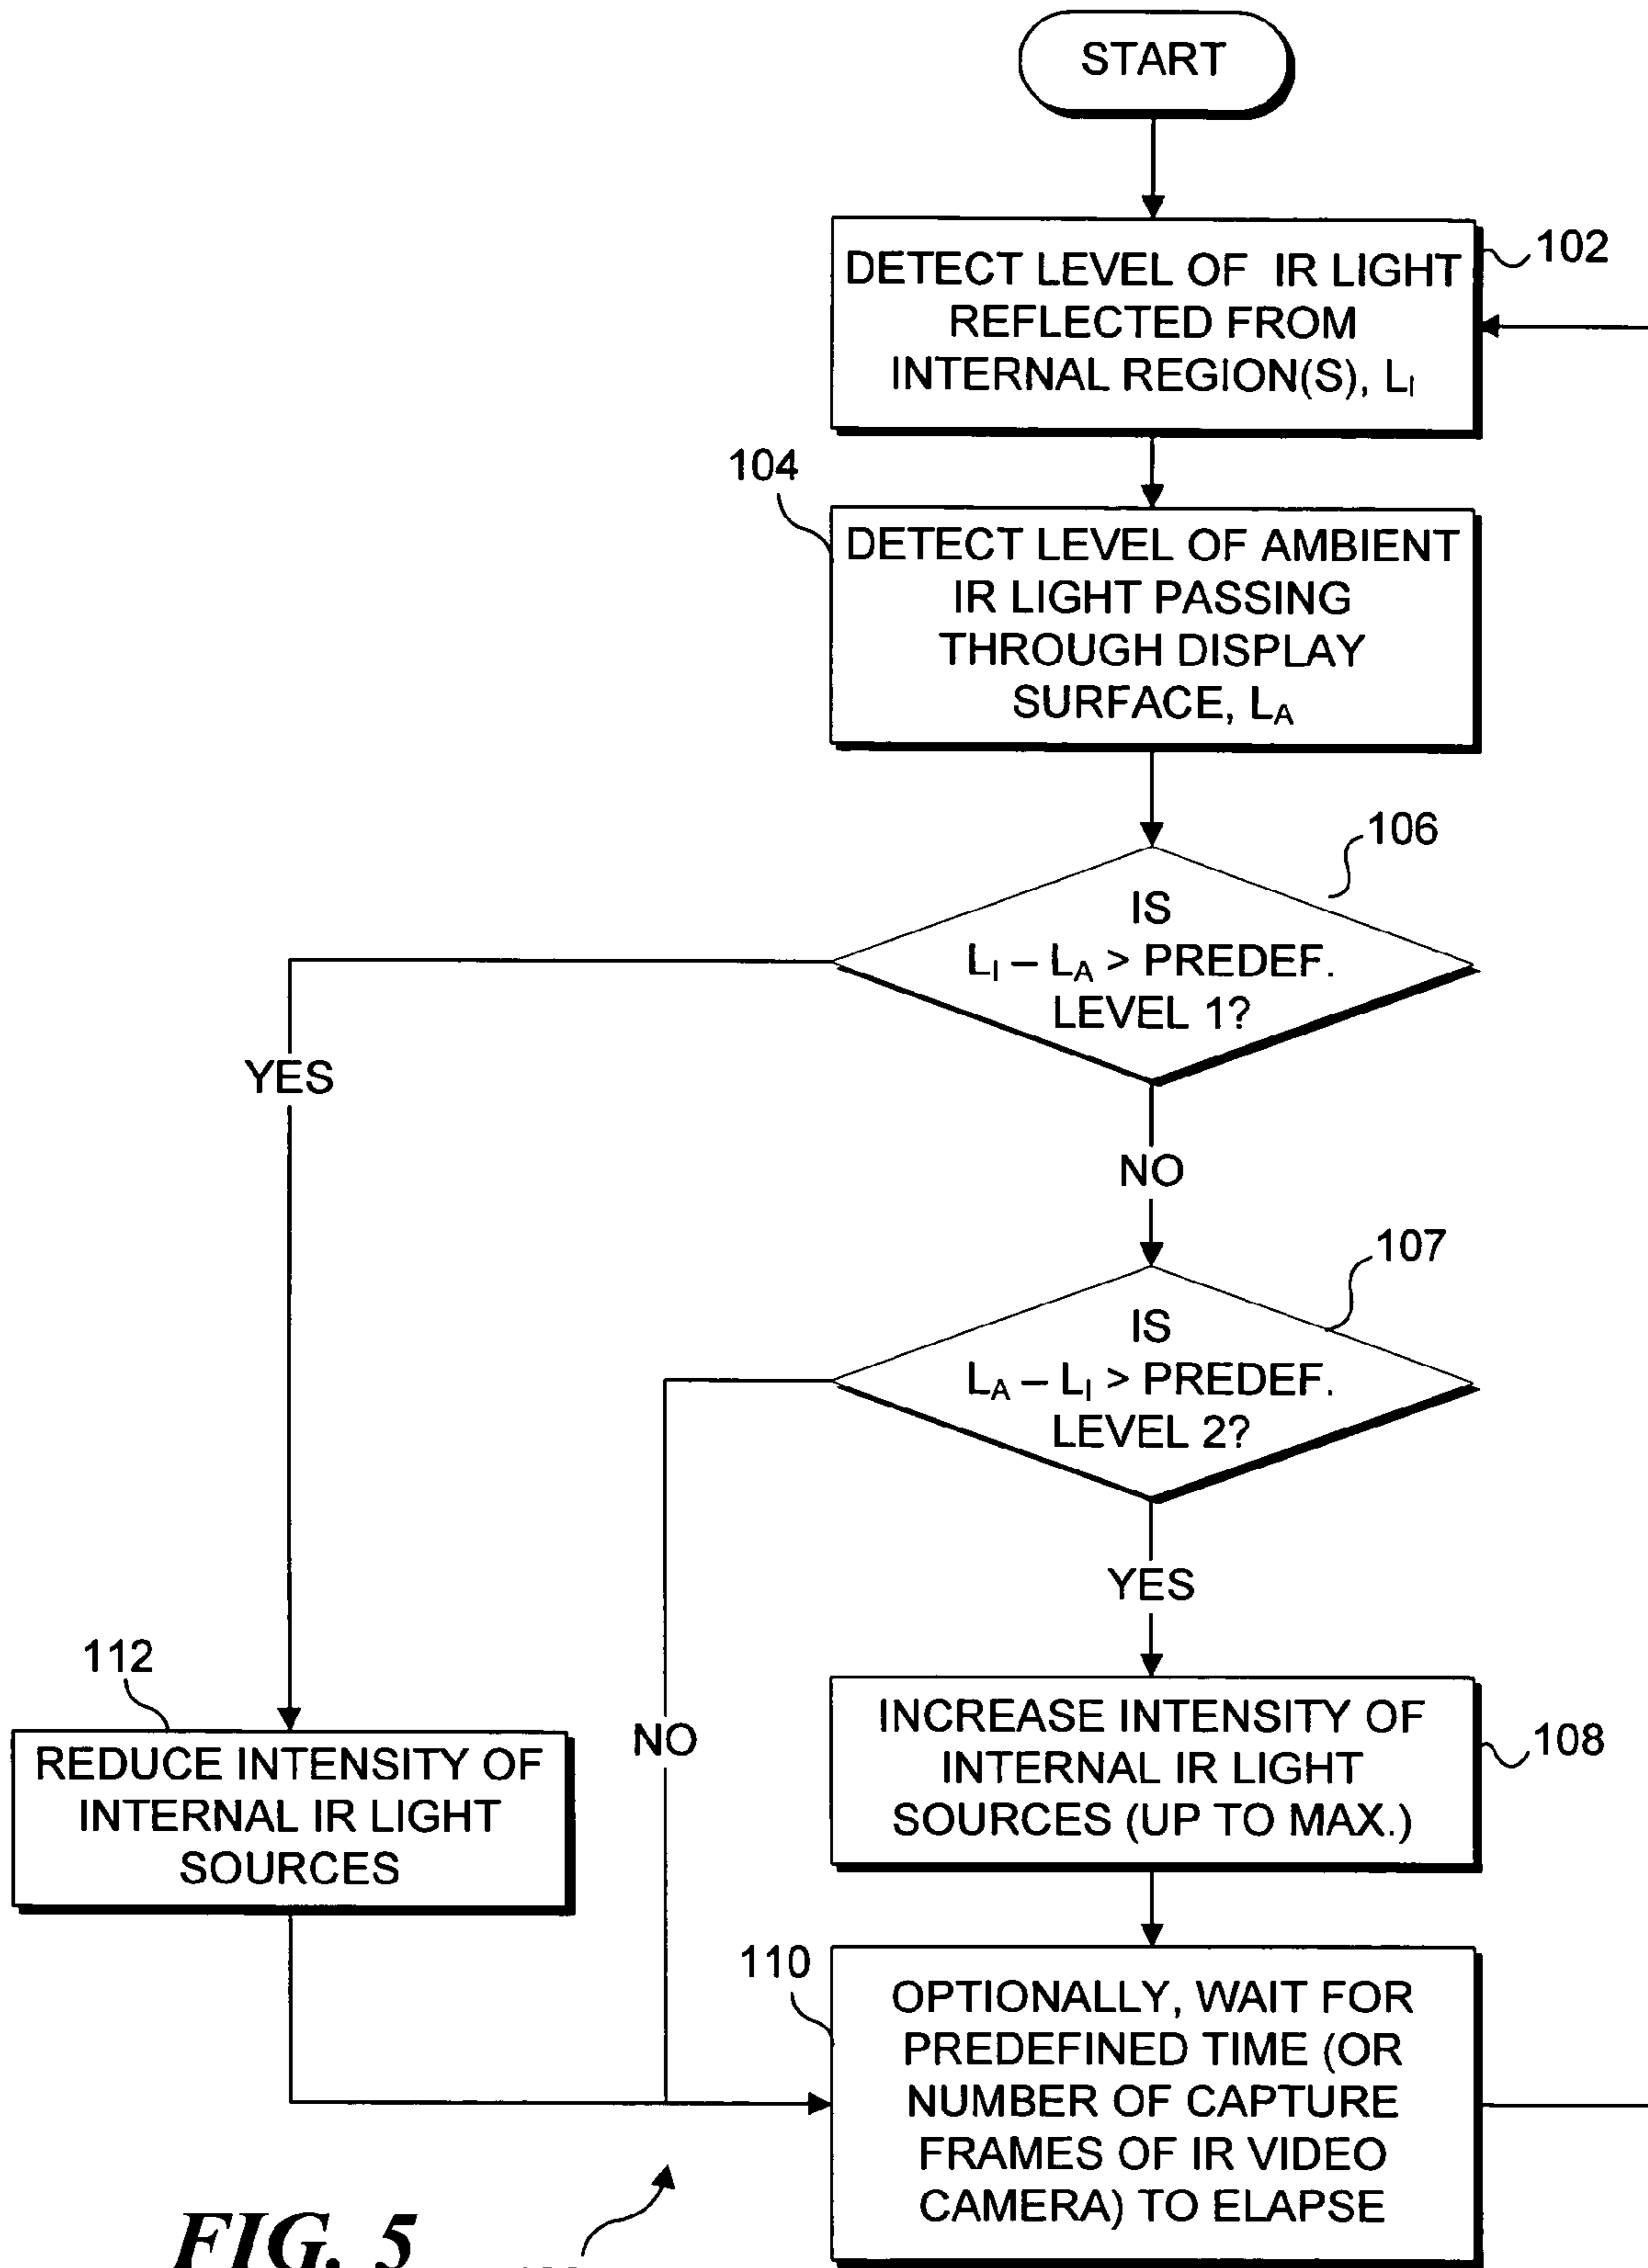 START
DETECT LEVEL OF IR LIGHT
REFLECTED FROM
INTERNAL REGION(S), LI
102
104
DETECT LEVEL OF AMBIENT
IR LIGHT PASSING
THROUGH DISPLAY
SURFACE, LA
106
IS
LI – LA > PREDEF.
LEVEL 1?
YES
NO
107
IS
LA – LI > PREDEF.
LEVEL 2?
YES
NO
112
REDUCE INTENSITY OF
INTERNAL IR LIGHT
SOURCES
INCREASE INTENSITY OF
INTERNAL IR LIGHT
SOURCES (UP TO MAX.)
108
110
OPTIONALLY, WAIT FOR
PREDEFINED TIME (OR
NUMBER OF CAPTURE
FRAMES OF IR VIDEO
CAMERA) TO ELAPSE
FIG. 5